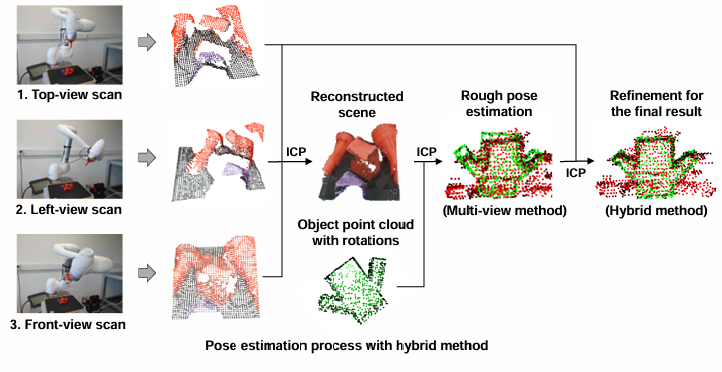 1. Top-view scan
2. Left-view scan
3. Front-view scan
ICP
Reconstructed
scene
Object point cloud
with rotations
ICP
Rough pose
estimation
(Multi-view method)
ICP
Refinement for
the final result
(Hybrid method)
Pose estimation process with hybrid method